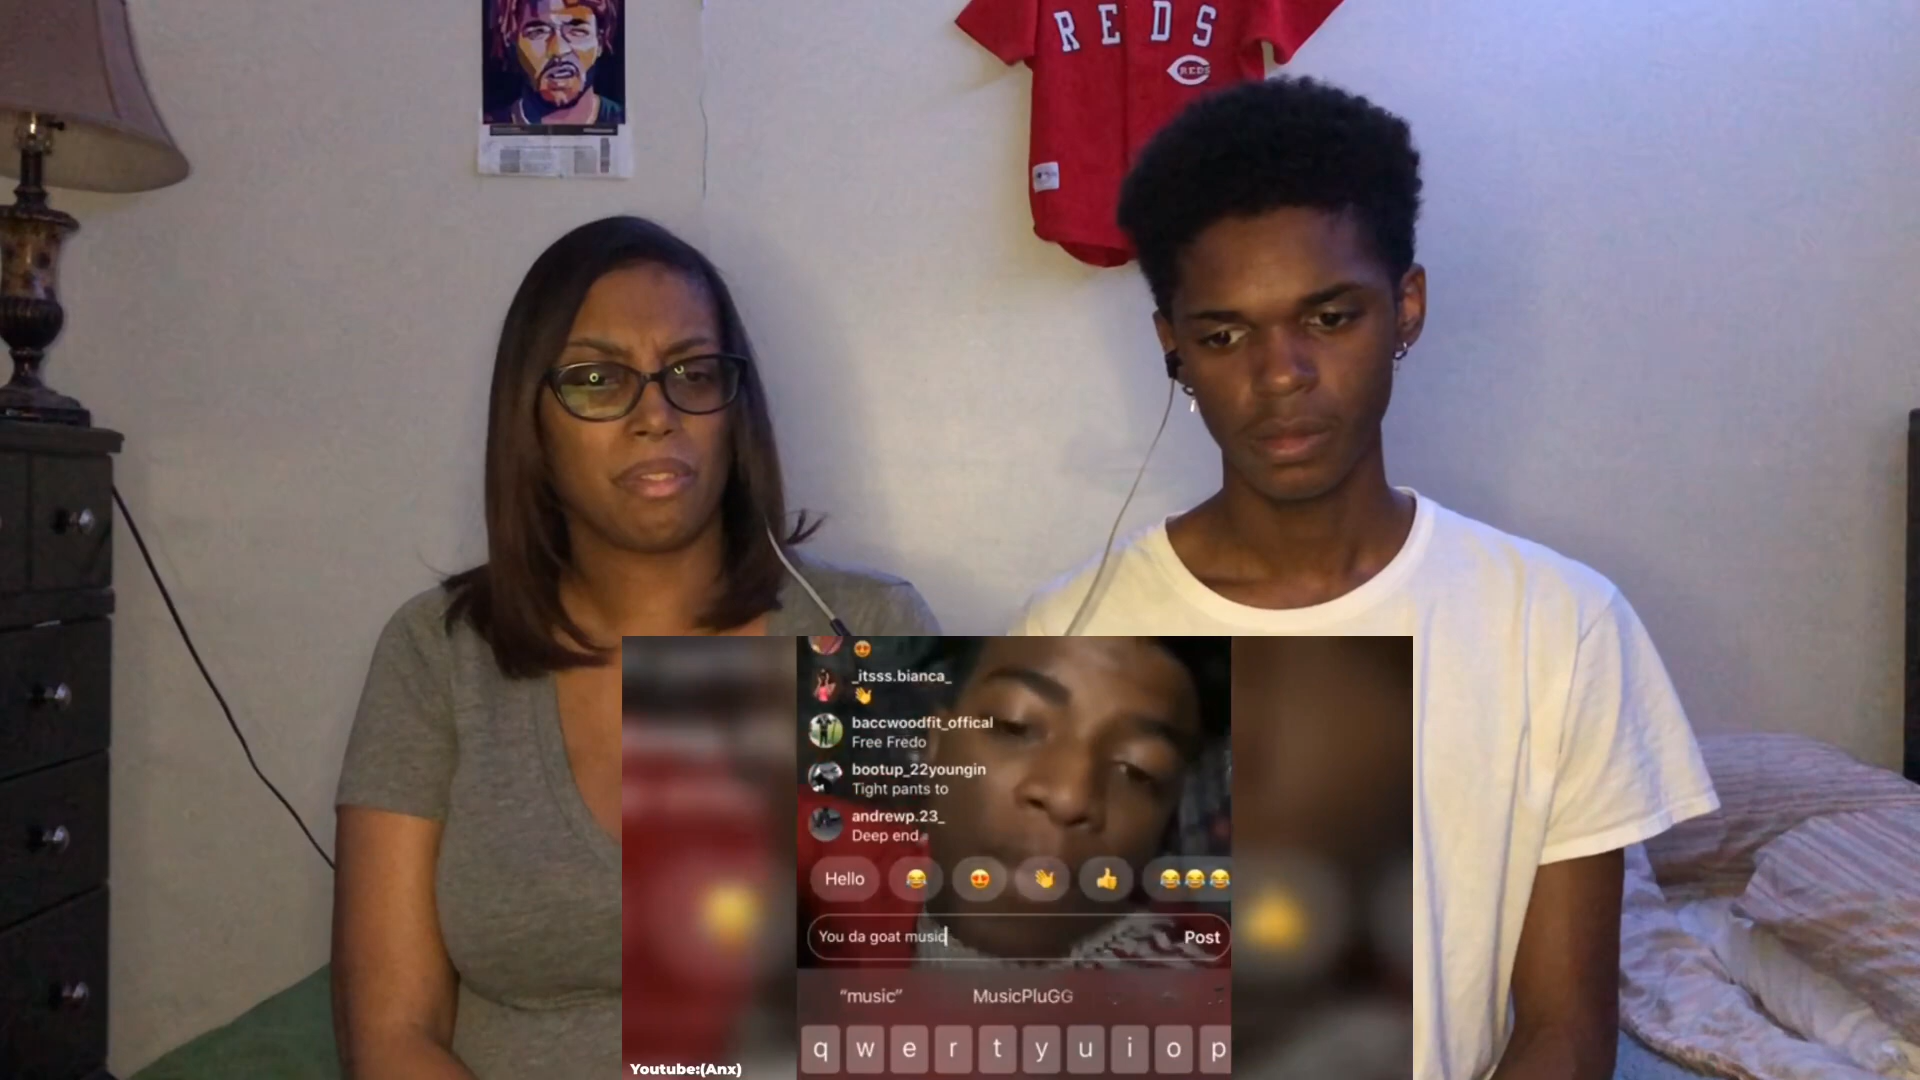 REDS
REDS
_itsss.bianca_
baccwoodfit_offical
Free Fredo
bootup_22youngin
Tight pants to
andrewp.23_
Deep end
Hello
You da goat music
Post
“music”
MusicPluGG
q w e r t y u i o p
Youtube:(Anx)